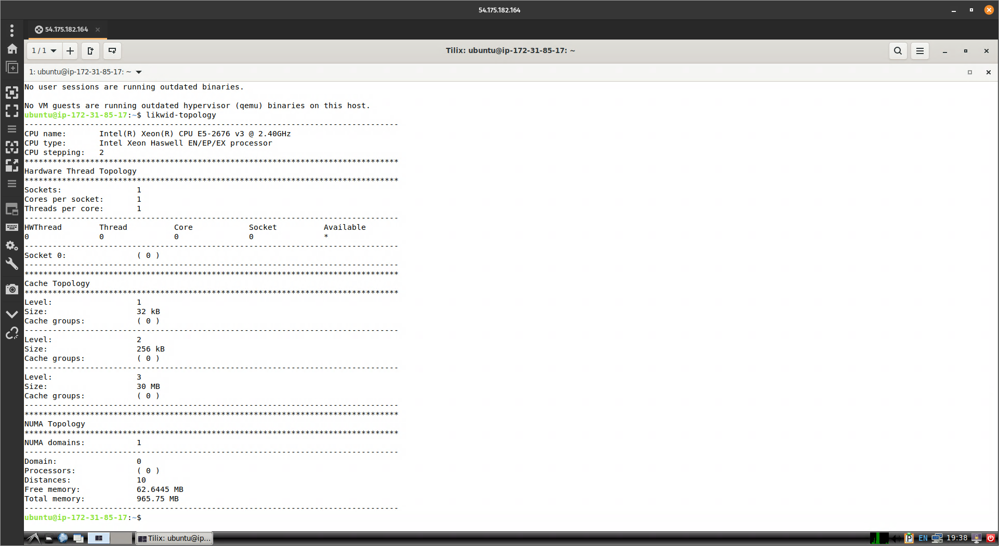 54.175.182.164
54.175.182.164
1 / 1
Tilix: ubuntu@ip-172-31-85-17: ~
1: ubuntu@ip-172-31-85-17: ~
No user sessions are running outdated binaries.
No VM guests are running outdated hypervisor (qemu) binaries on this host.
ubuntu@ip-172-31-85-17:~$ likwid-topology
--------------------------------------------------------------------------------
CPU name:       Intel(R) Xeon(R) CPU E5-2676 v3 @ 2.40GHz
CPU type:       Intel Xeon Haswell EN/EP/EX processor
CPU stepping:   2
********************************************************************************
Hardware Thread Topology
********************************************************************************
Sockets:                1
Cores per socket:       1
Threads per core:       1
--------------------------------------------------------------------------------
HWThread        Thread          Core            Socket          Available
0               0               0               0               *
--------------------------------------------------------------------------------
Socket 0:               ( 0 )
--------------------------------------------------------------------------------
********************************************************************************
Cache Topology
********************************************************************************
Level:                  1
Size:                   32 kB
Cache groups:           ( 0 )
--------------------------------------------------------------------------------
Level:                  2
Size:                   256 kB
Cache groups:           ( 0 )
--------------------------------------------------------------------------------
Level:                  3
Size:                   30 MB
Cache groups:           ( 0 )
--------------------------------------------------------------------------------
********************************************************************************
NUMA Topology
********************************************************************************
NUMA domains:           1
--------------------------------------------------------------------------------
Domain:                 0
Processors:             ( 0 )
Distances:              10
Free memory:            62.6445 MB
Total memory:           965.75 MB
--------------------------------------------------------------------------------
ubuntu@ip-172-31-85-17:~$
Tilix: ubuntu@ip... P EN 19:38